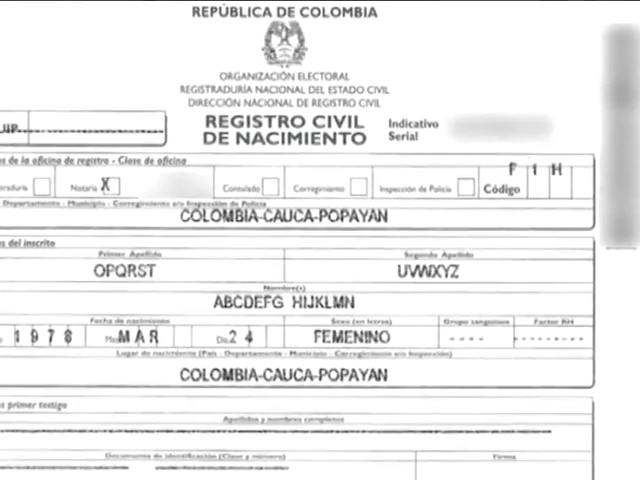 REPÚBLICA DE COLOMBIA
ORGANIZACIÓN ELECTORAL
REGISTRADURÍA NACIONAL DEL ESTADO CIVIL
DIRECCIÓN NACIONAL DE REGISTRO CIVIL
REGISTRO CIVIL
DE NACIMIENTO
Indicativo
Serial
UIP
os de la oficina de registro - Clase de oficina
F 1 H
Notaría X Consulado Corregimiento Inspección de Policía Código
Departamento - Municipio - Corregimiento e/o Inspección de Policía
COLOMBIA-CAUCA-POPAYAN
os del inscrito
Primer Apellido Segundo Apellido
OPQRST UVWXYZ
Nombre(s)
ABCDEFG HIJKLMN
Fecha de nacimiento Sexo (en letras) Grupo sanguíneo Factor RH
1 9 7 8 Mes MAR Día 2 4 FEMENINO - - - - - - - - - - - - -
Lugar de nacimiento (País - Departamento - Municipio - Corregimiento e/o Inspección)
COLOMBIA-CAUCA-POPAYAN
primer testigo
Apellidos y nombres completos
Documento de identificación (Clase y número) Firma